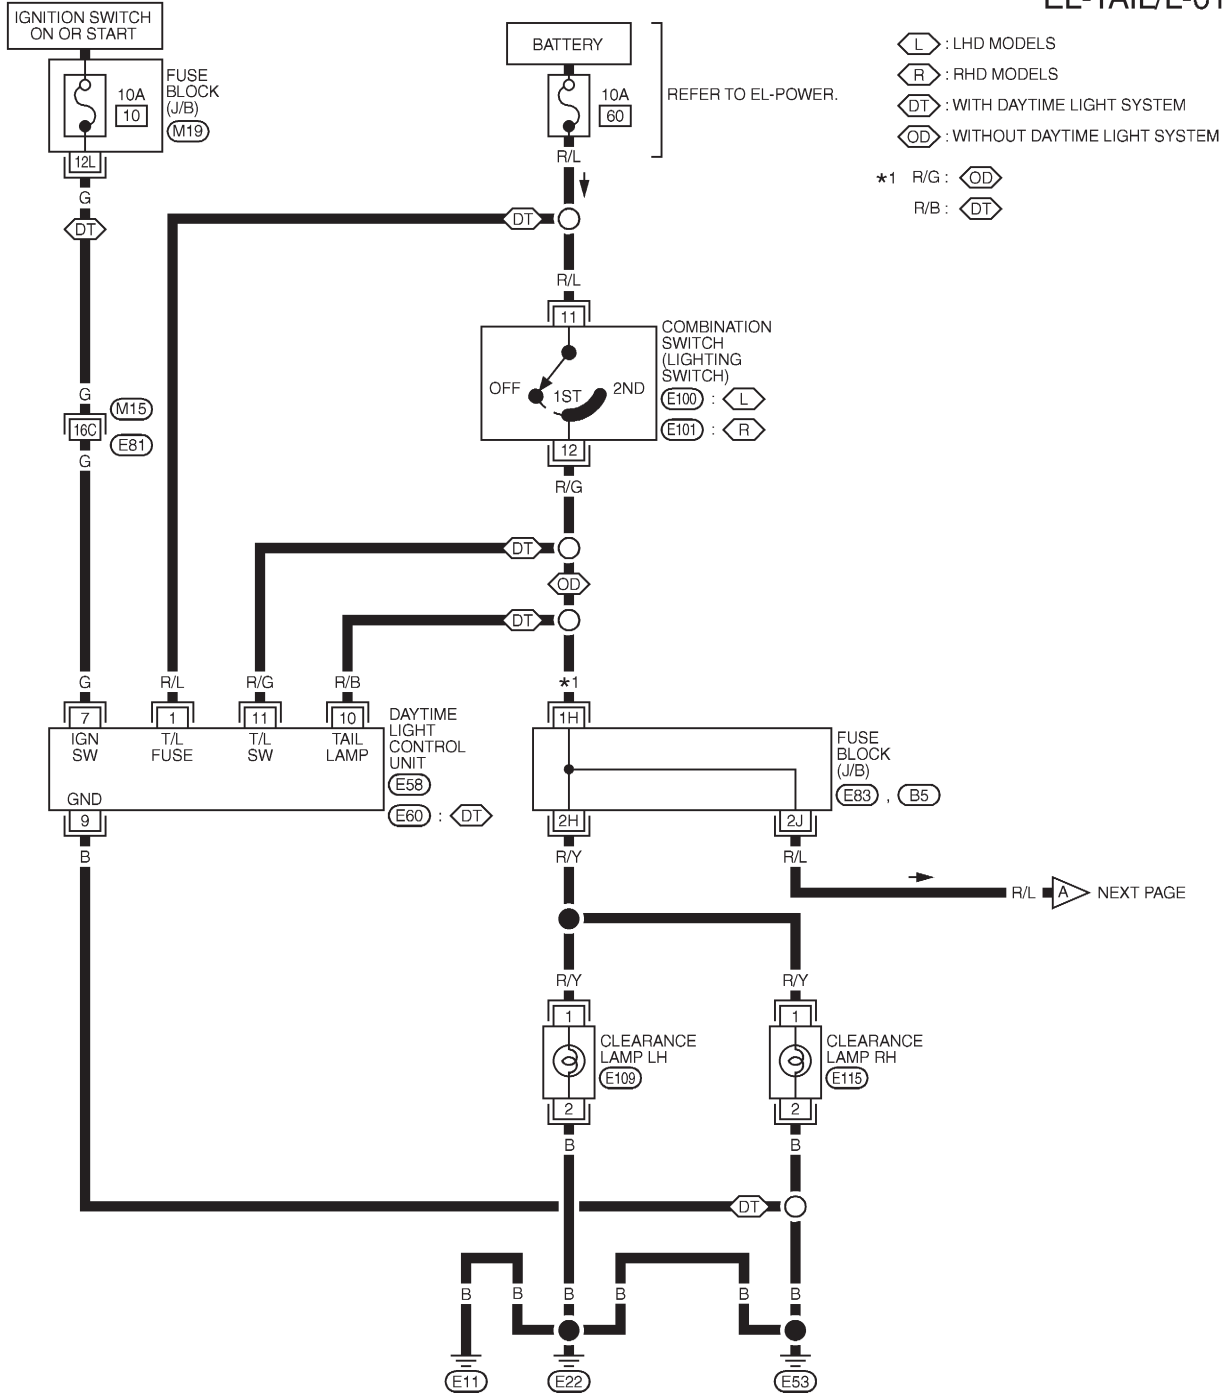 EL-TAIL/L-01
IGNITION SWITCH
ON OR START
BATTERY
REFER TO EL-POWER.
L : LHD MODELS
R : RHD MODELS
DT : WITH DAYTIME LIGHT SYSTEM
OD : WITHOUT DAYTIME LIGHT SYSTEM
*1 R/G : OD
R/B : DT
10A
10
FUSE
BLOCK
(J/B)
M19
12L
10A
60
R/L
G
DT
DT
R/L
11
COMBINATION
SWITCH
(LIGHTING
SWITCH)
E100 : L
E101 : R
OFF
1ST
2ND
12
R/G
G
M15
16C
E81
G
DT
OD
DT
*1
G
R/L
R/G
R/B
7
1
11
10
IGN
SW
T/L
FUSE
T/L
SW
TAIL
LAMP
GND
9
B
DAYTIME
LIGHT
CONTROL
UNIT
E58
E60 : DT
1H
FUSE
BLOCK
(J/B)
E83 , B5
2H
2J
R/Y
R/L
R/L
A
NEXT PAGE
R/Y
R/Y
1
1
CLEARANCE
LAMP LH
E109
CLEARANCE
LAMP RH
E115
2
2
B
B
DT
B
B
B
B
B
B
E11
E22
E53